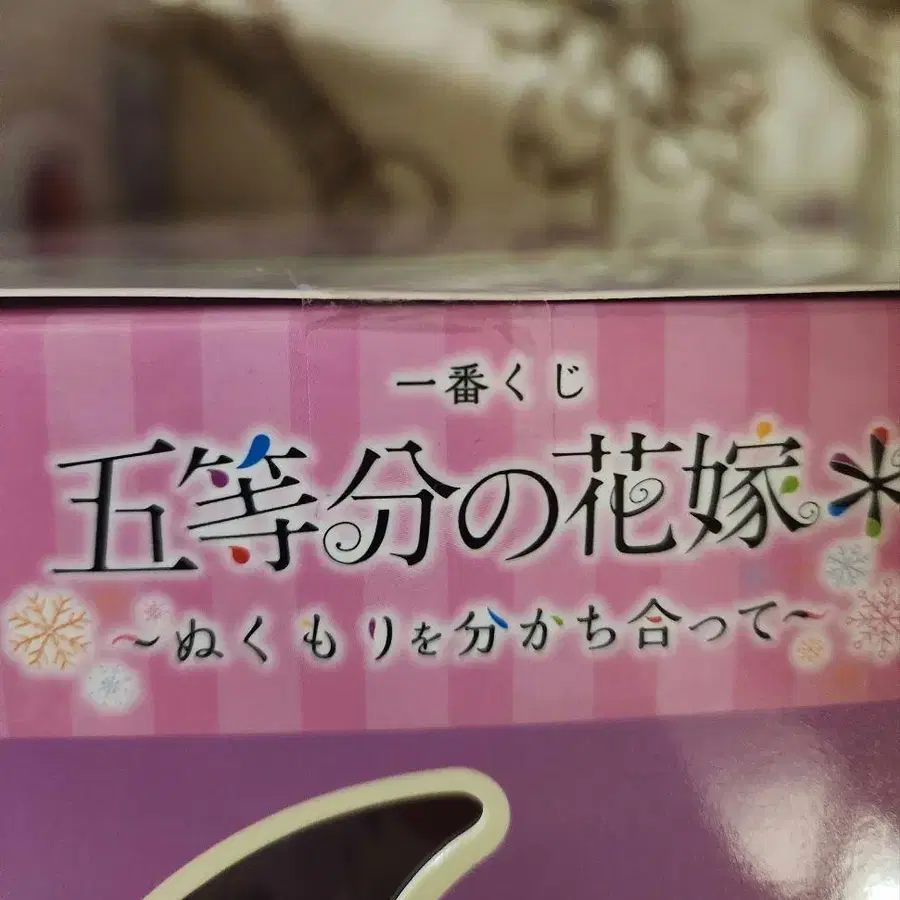 一番くじ
五等分の花嫁*
～ぬくもりを分かち合って～